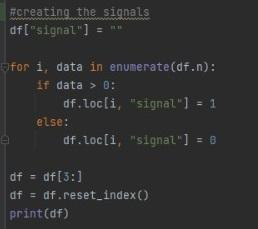 #creating the signals
df["signal"] = ""
for i, data in enumerate(df.n):
    if data > 0:
        df.loc[i, "signal"] = 1
    else:
        df.loc[i, "signal"] = 0
df = df[3:]
df = df.reset_index()
print(df)